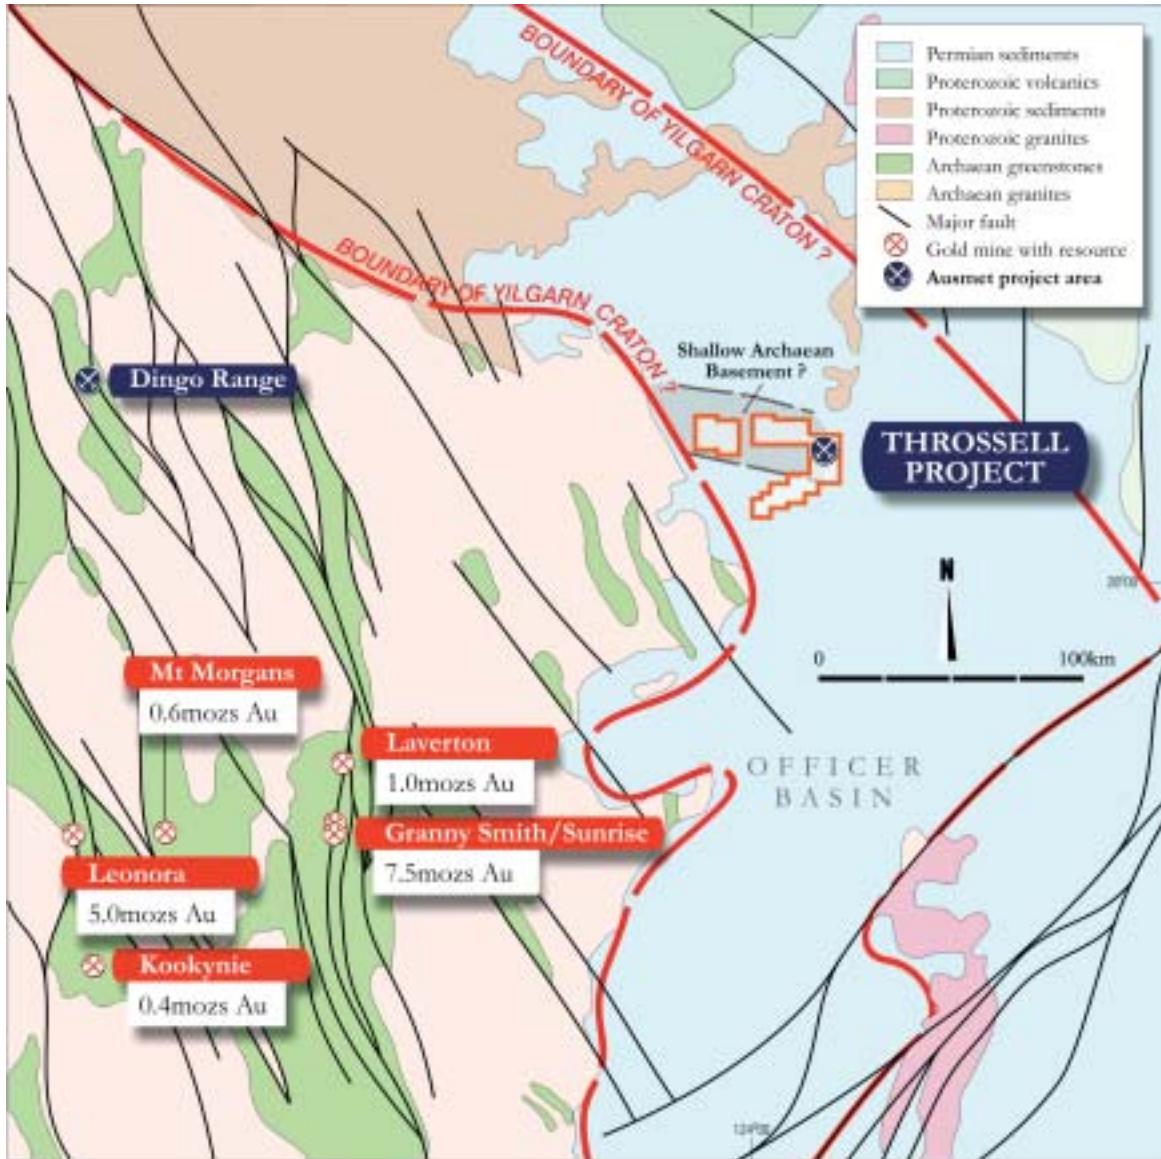 BOUNDARY OF YILGARN CRATON ?
Permian sediments
Proterozoic volcanics
Proterozoic sediments
Proterozoic granites
Archaean greenstones
Archaean granites
Major fault
Gold mine with resource
Ausmet project area
BOUNDARY OF YILGARN CRATON ?
Shallow Archaean
Basement ?
Dingo Range
THROSSELL
PROJECT
N
0
100km
Mt Morgans
0.6mozs Au
Laverton
1.0mozs Au
OFFICER
BASIN
Granny Smith/Sunrise
7.5mozs Au
Leonora
5.0mozs Au
Kookynie
0.4mozs Au